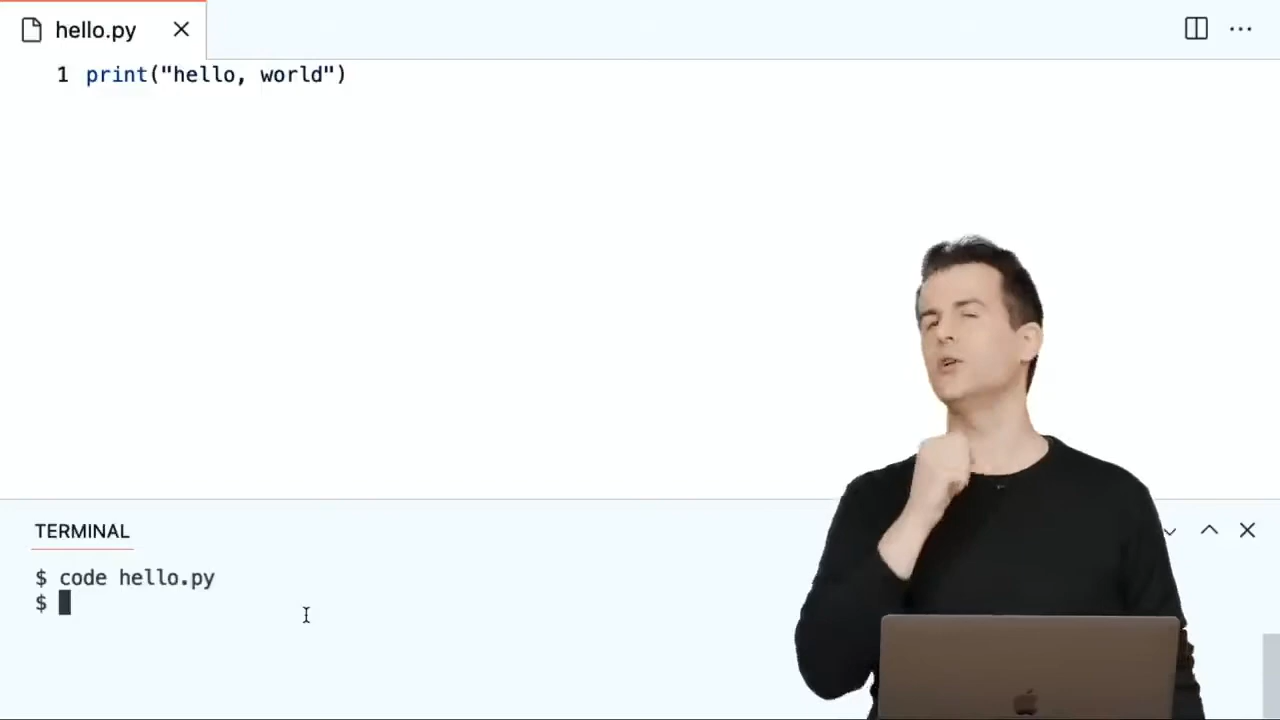 hello.py
1 print("hello, world")
TERMINAL
$ code hello.py
$